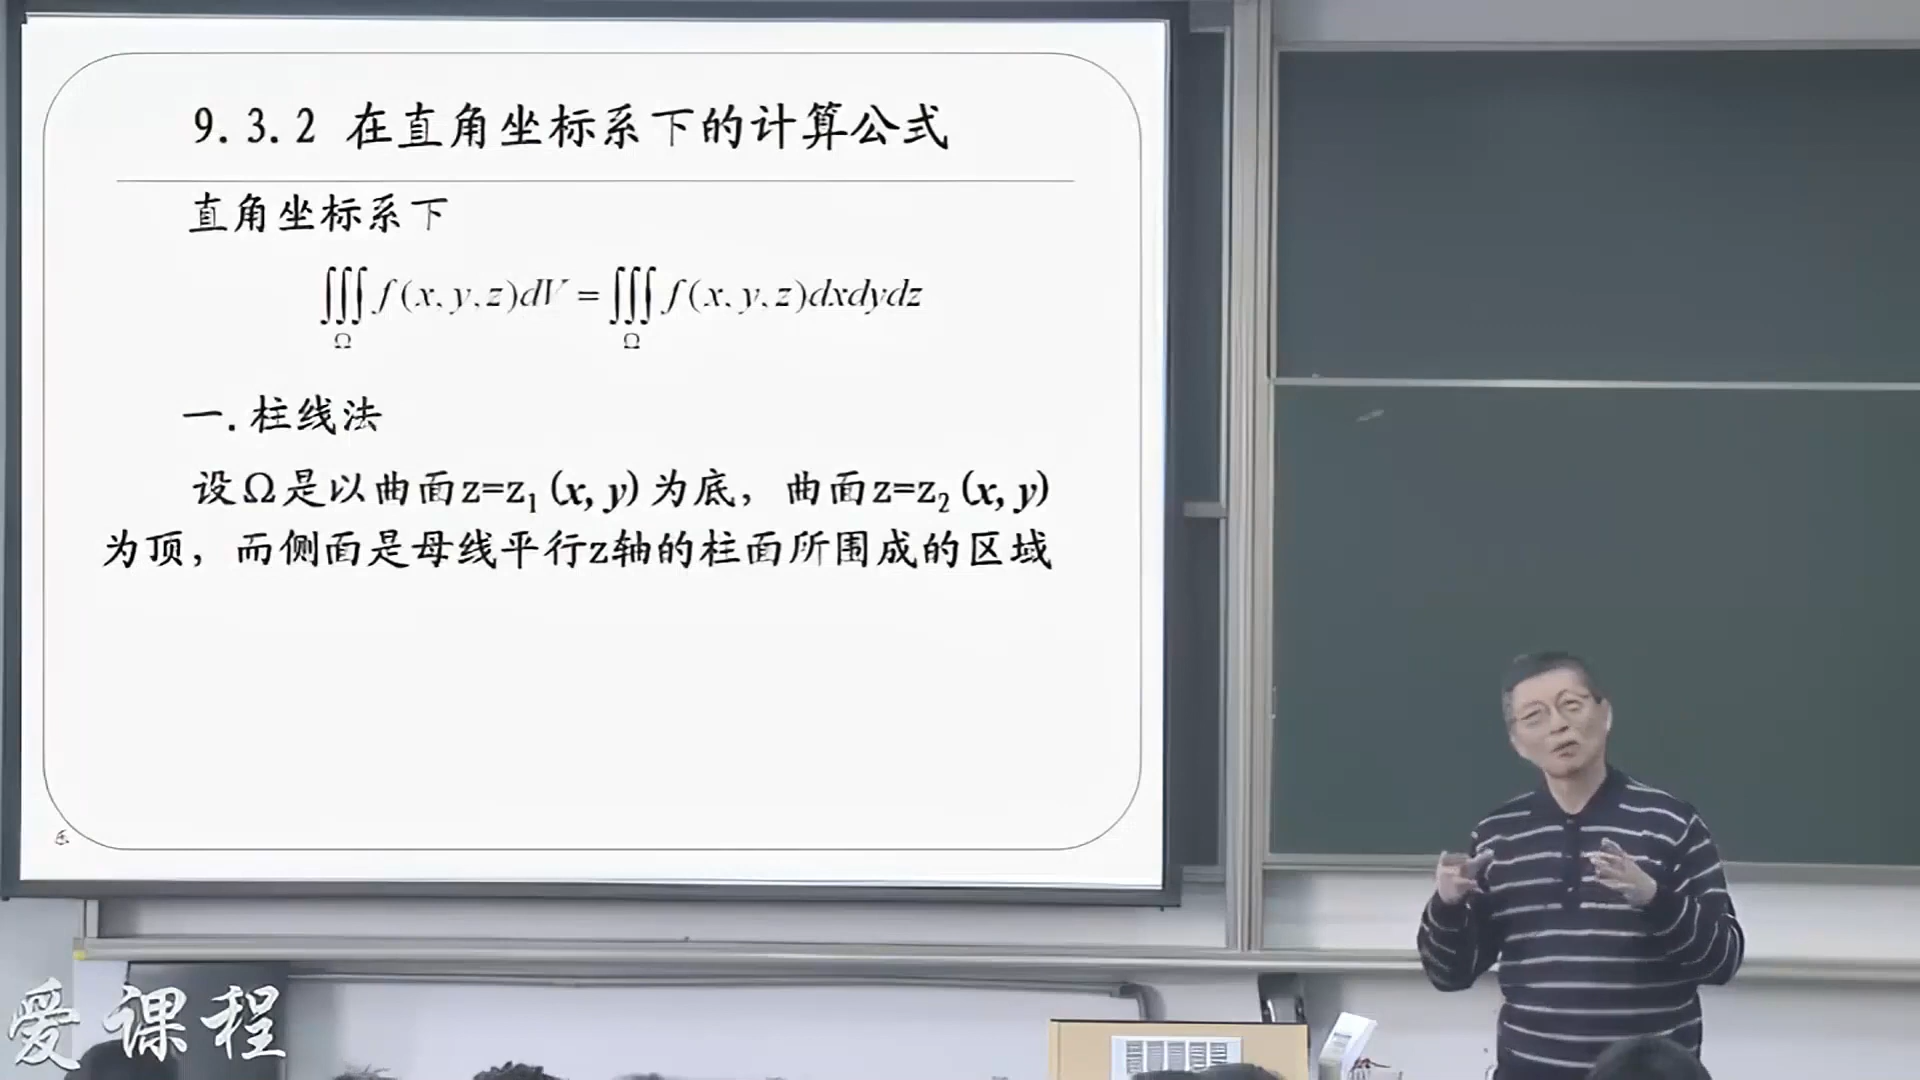 9.3.2 在直角坐标系下的计算公式
直角坐标系下
∭_Ω f(x, y, z)dV = ∭_Ω f(x, y, z)dxdydz
一.柱线法
设Ω是以曲面z=z₁(x, y)为底，曲面z=z₂(x, y)
为顶，而侧面是母线平行z轴的柱面所围成的区域
爱课程